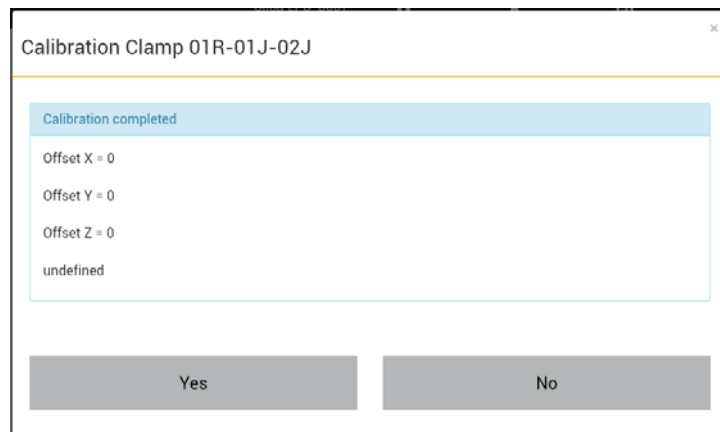 Calibration Clamp 01R-01J-02J
×
Calibration completed
Offset X = 0
Offset Y = 0
Offset Z = 0
undefined
Yes
No